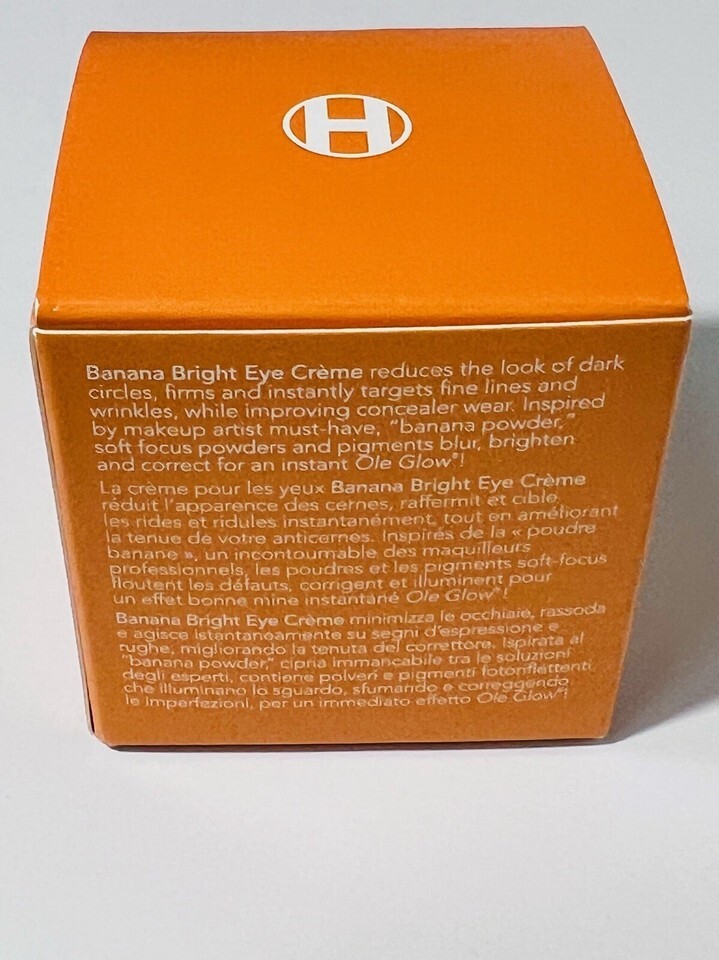 H
Banana Bright Eye Crème reduces the look of dark
circles, firms and instantly targets fine lines and
wrinkles, while improving concealer wear. Inspired
by makeup artist must-have, "banana powder,"
soft focus powders and pigments blur, brighten
and correct for an instant Ole Glow®!
La crème pour les yeux Banana Bright Eye Crème
réduit l'apparence des cernes, raffermit et cible
les rides et ridules instantanément, tout en améliorant
la tenue de votre anticernes. Inspirés de la « poudre
banane », un incontournable des maquilleurs
professionnels, les poudres et les pigments soft-focus
floutent les défauts, corrigent et illuminent pour
un effet bonne mine instantané Ole Glow®!
Banana Bright Eye Crème minimizza le occhiaie, rassoda
e agisce istantaneamente su segni d'espressione e
rughe, migliorando la tenuta del correttore. Ispirata al
"banana powder," cipria immancabile tra le soluzioni
degli esperti, contiene polveri e pigmenti fotoriflettenti
che illuminano lo sguardo, sfumando e correggendo
le imperfezioni, per un immediato effetto Ole Glow®!